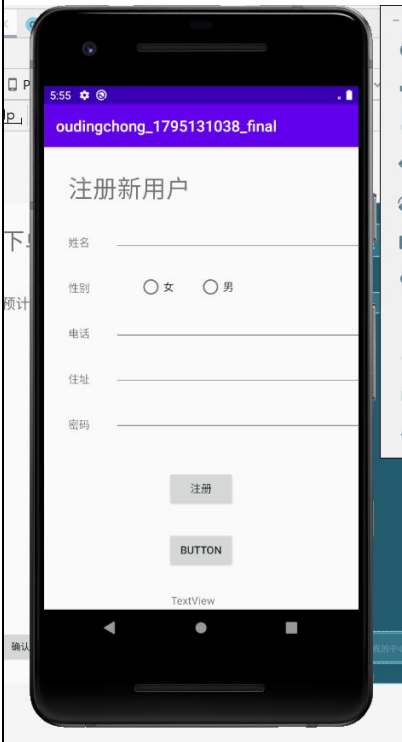 5:55
oudingchong_1795131038_final
注册新用户
姓名
性别 女 男
电话
住址
密码
注册
BUTTON
TextView
预计
确认